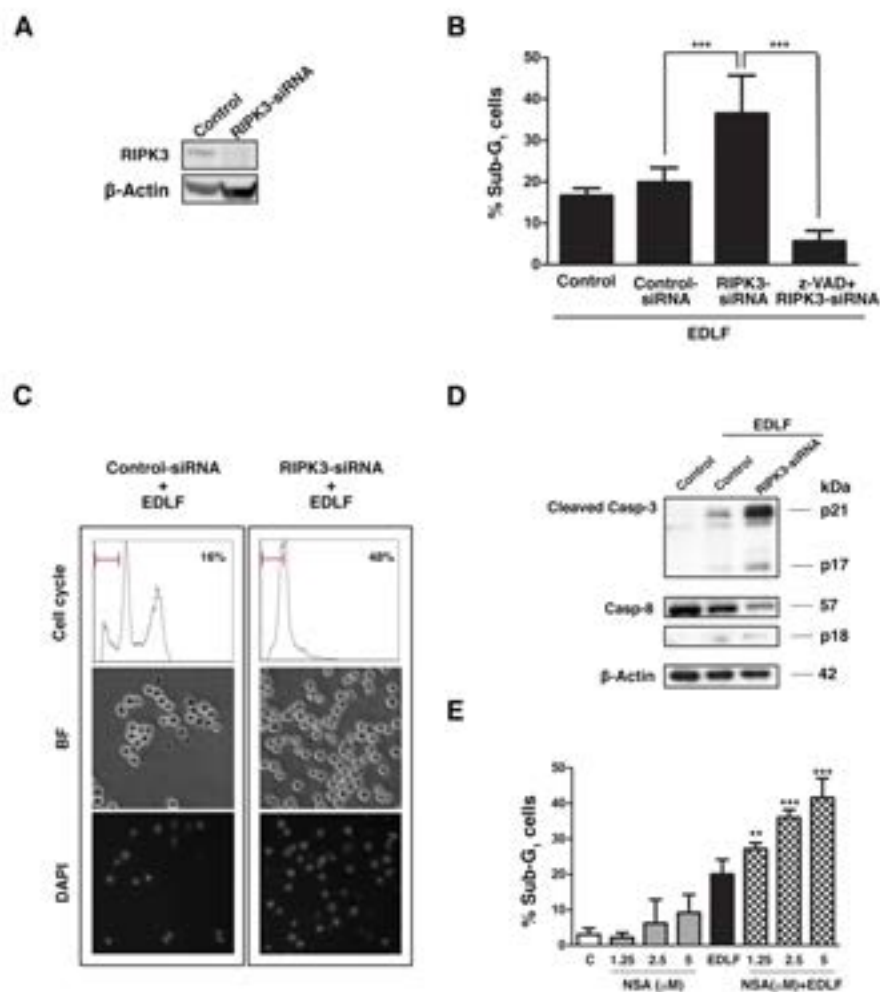 A
Control
RIPK3-siRNA
RIPK3
β-Actin
B
***
***
% Sub-G1 cells
50
40
30
20
10
0
Control
Control-
siRNA
RIPK3-
siRNA
z-VAD+
RIPK3-siRNA
EDLF
C
Control-siRNA
+
EDLF
RIPK3-siRNA
+
EDLF
Cell cycle
16%
48%
BF
DAPI
D
EDLF
Control
Control
RIPK3-siRNA
kDa
Cleaved Casp-3
p21
p17
Casp-8
57
p18
β-Actin
42
E
% Sub-G1 cells
50
40
30
20
10
0
**
***
***
C
1.25
2.5
5
EDLF
1.25
2.5
5
NSA (μM)
NSA(μM)+EDLF